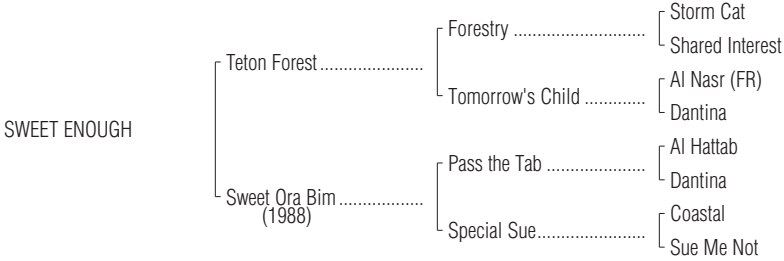 Storm Cat
Forestry ............................
Shared Interest
Teton Forest......................
Al Nasr (FR)
Tomorrow's Child .............
Dantina
SWEET ENOUGH
Al Hattab
Pass the Tab .....................
Dantina
Sweet Ora Bim ..................
(1988)
Coastal
Special Sue.......................
Sue Me Not